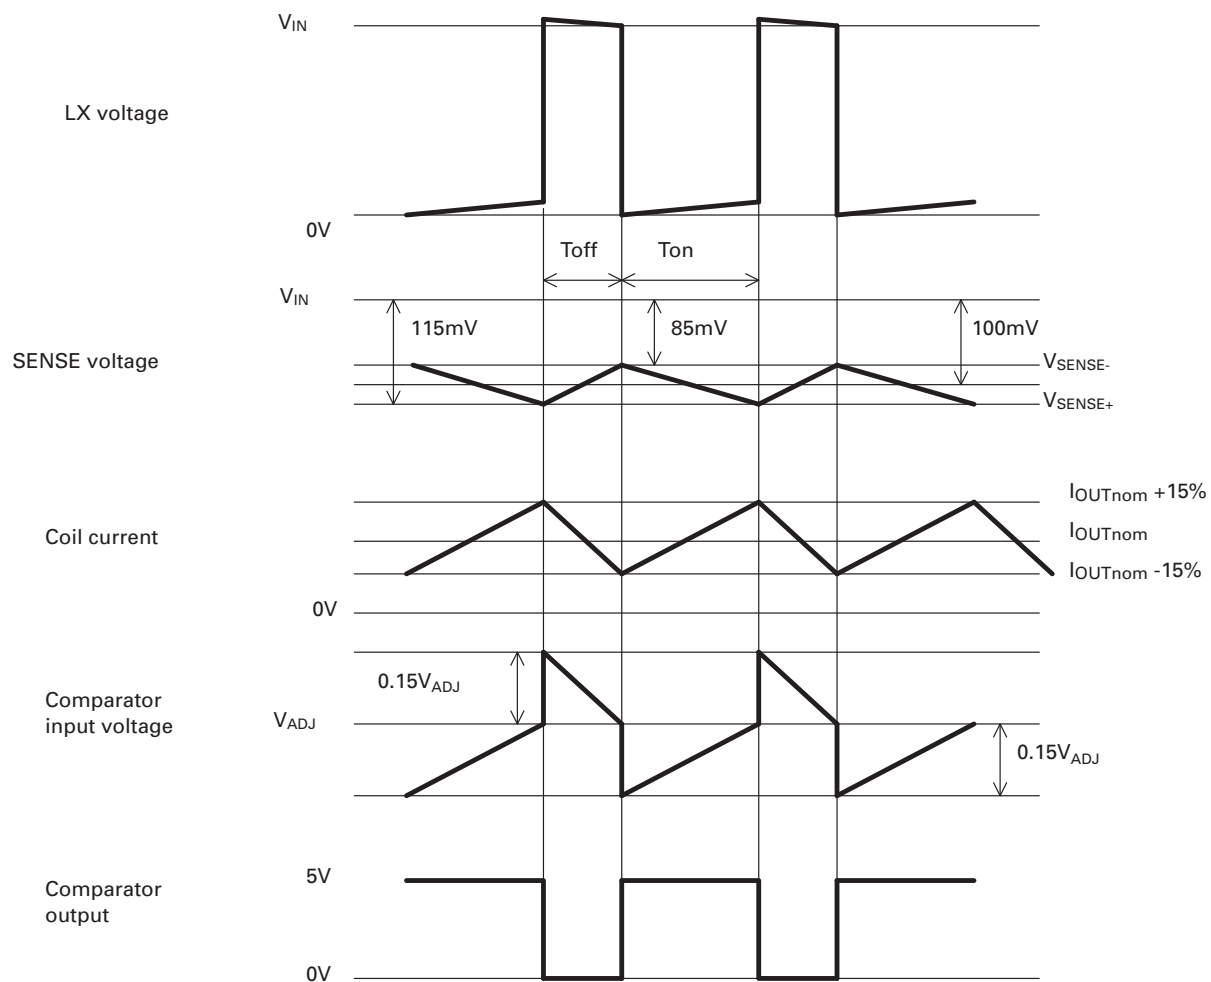 VIN
LX voltage
0V
Toff
Ton
VIN
115mV
85mV
100mV
SENSE voltage
VSENSE-
VSENSE+
IOUTnom +15%
Coil current
IOUTnom
IOUTnom -15%
0V
0.15VADJ
Comparator
input voltage
VADJ
0.15VADJ
5V
Comparator
output
0V